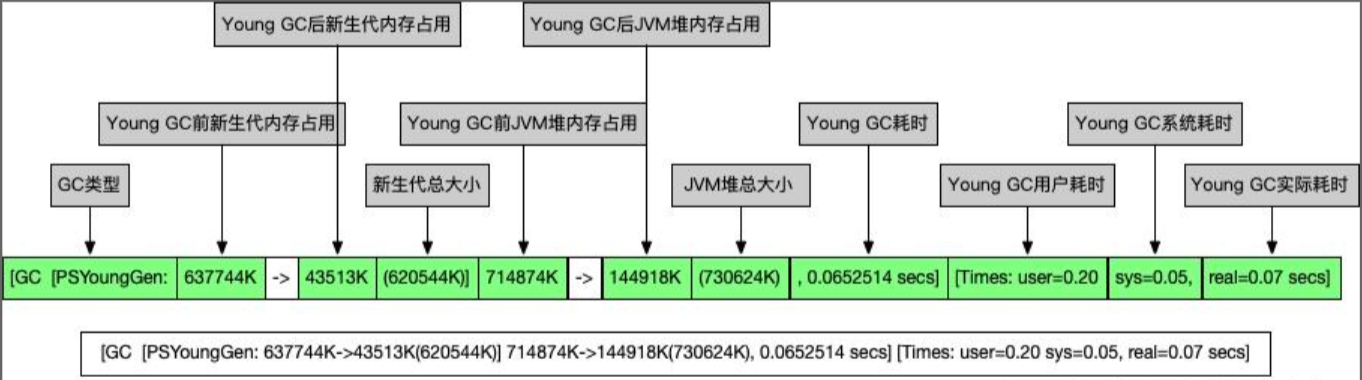 Young GC后新生代内存占用 Young GC后JVM堆内存占用
Young GC前新生代内存占用 Young GC前JVM堆内存占用 Young GC耗时 Young GC系统耗时
GC类型 新生代总大小 JVM堆总大小 Young GC用户耗时 Young GC实际耗时
[GC [PSYoungGen: 637744K -> 43513K (620544K)] 714874K -> 144918K (730624K) , 0.0652514 secs] [Times: user=0.20 sys=0.05, real=0.07 secs]
[GC [PSYoungGen: 637744K->43513K(620544K)] 714874K->144918K(730624K), 0.0652514 secs] [Times: user=0.20 sys=0.05, real=0.07 secs]